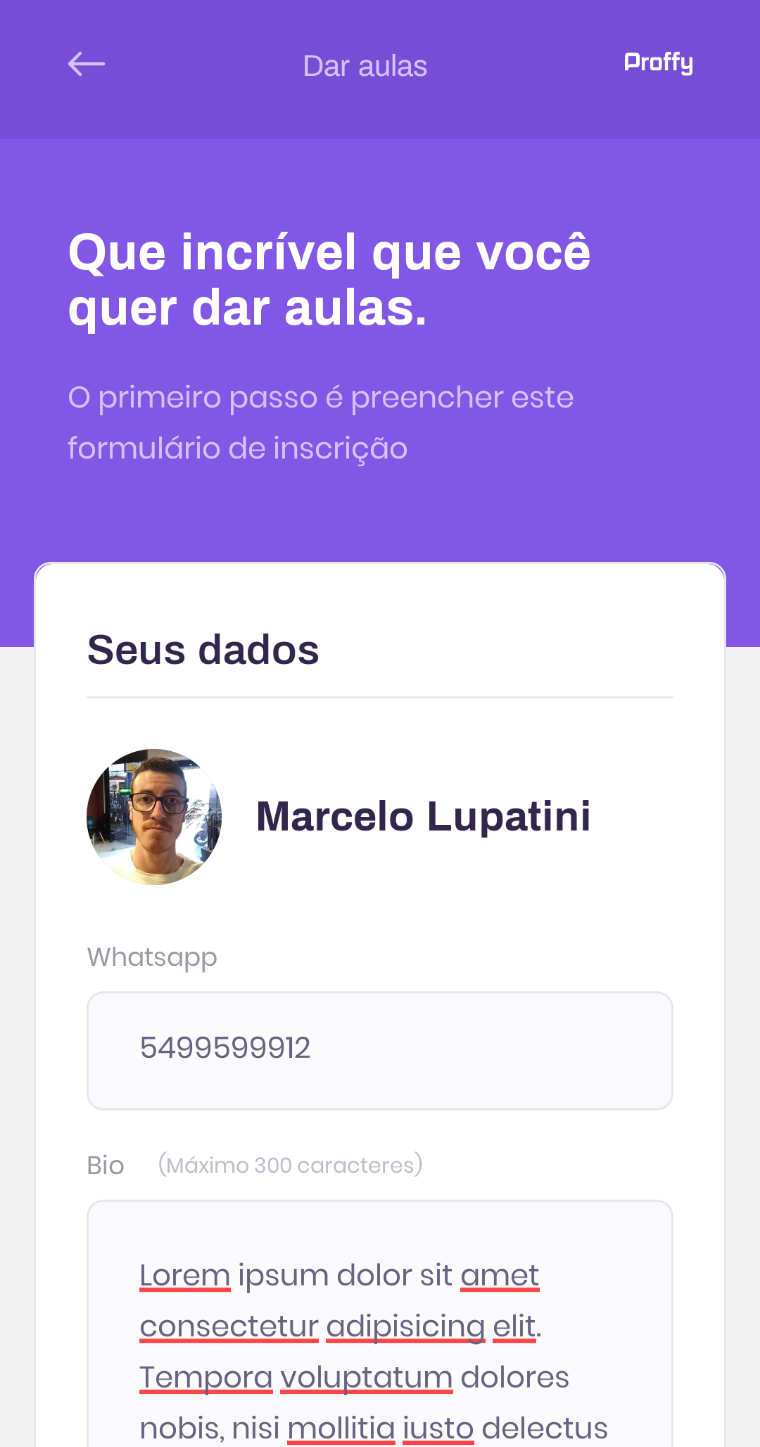 Dar aulas
Proffy
Que incrível que você
quer dar aulas.
O primeiro passo é preencher este
formulário de inscrição
Seus dados
Marcelo Lupatini
Whatsapp
5499599912
Bio (Máximo 300 caracteres)
Lorem ipsum dolor sit amet
consectetur adipisicing elit.
Tempora voluptatum dolores
nobis, nisi mollitia iusto delectus